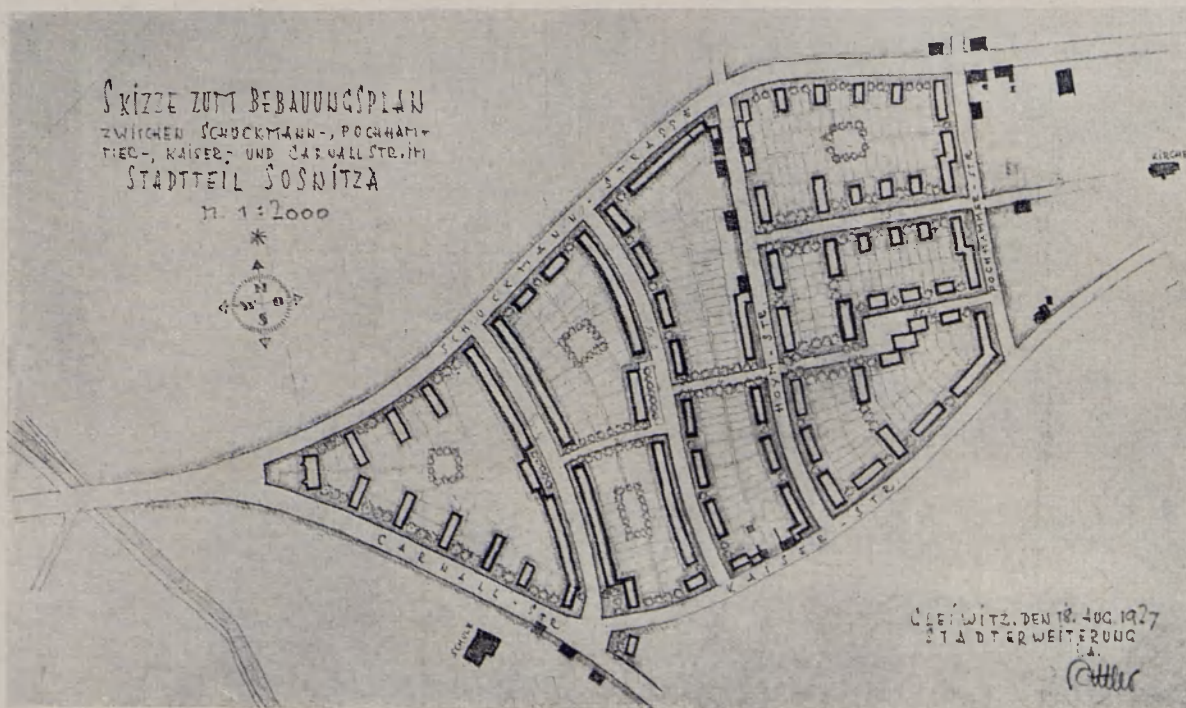 SKIZZE ZUM BEBAUUNGSPLAN
ZWISCHEN SCHUCKMANN-, POCHHAM-
MER-, KAISER- UND CARNALLSTR. IM
STADTTEIL SOSNITZA
M. 1:2000
N
W O
S
SCHUCKMANN-STRASSE
HOYM-STR.
POCHHAMMER-STR.
KIRCHE
KAISER-STR.
CARNALL-STR.
SCHULE
GLEIWITZ, DEN 18. AUG. 1927
STADTERWEITERUNG
I.A.